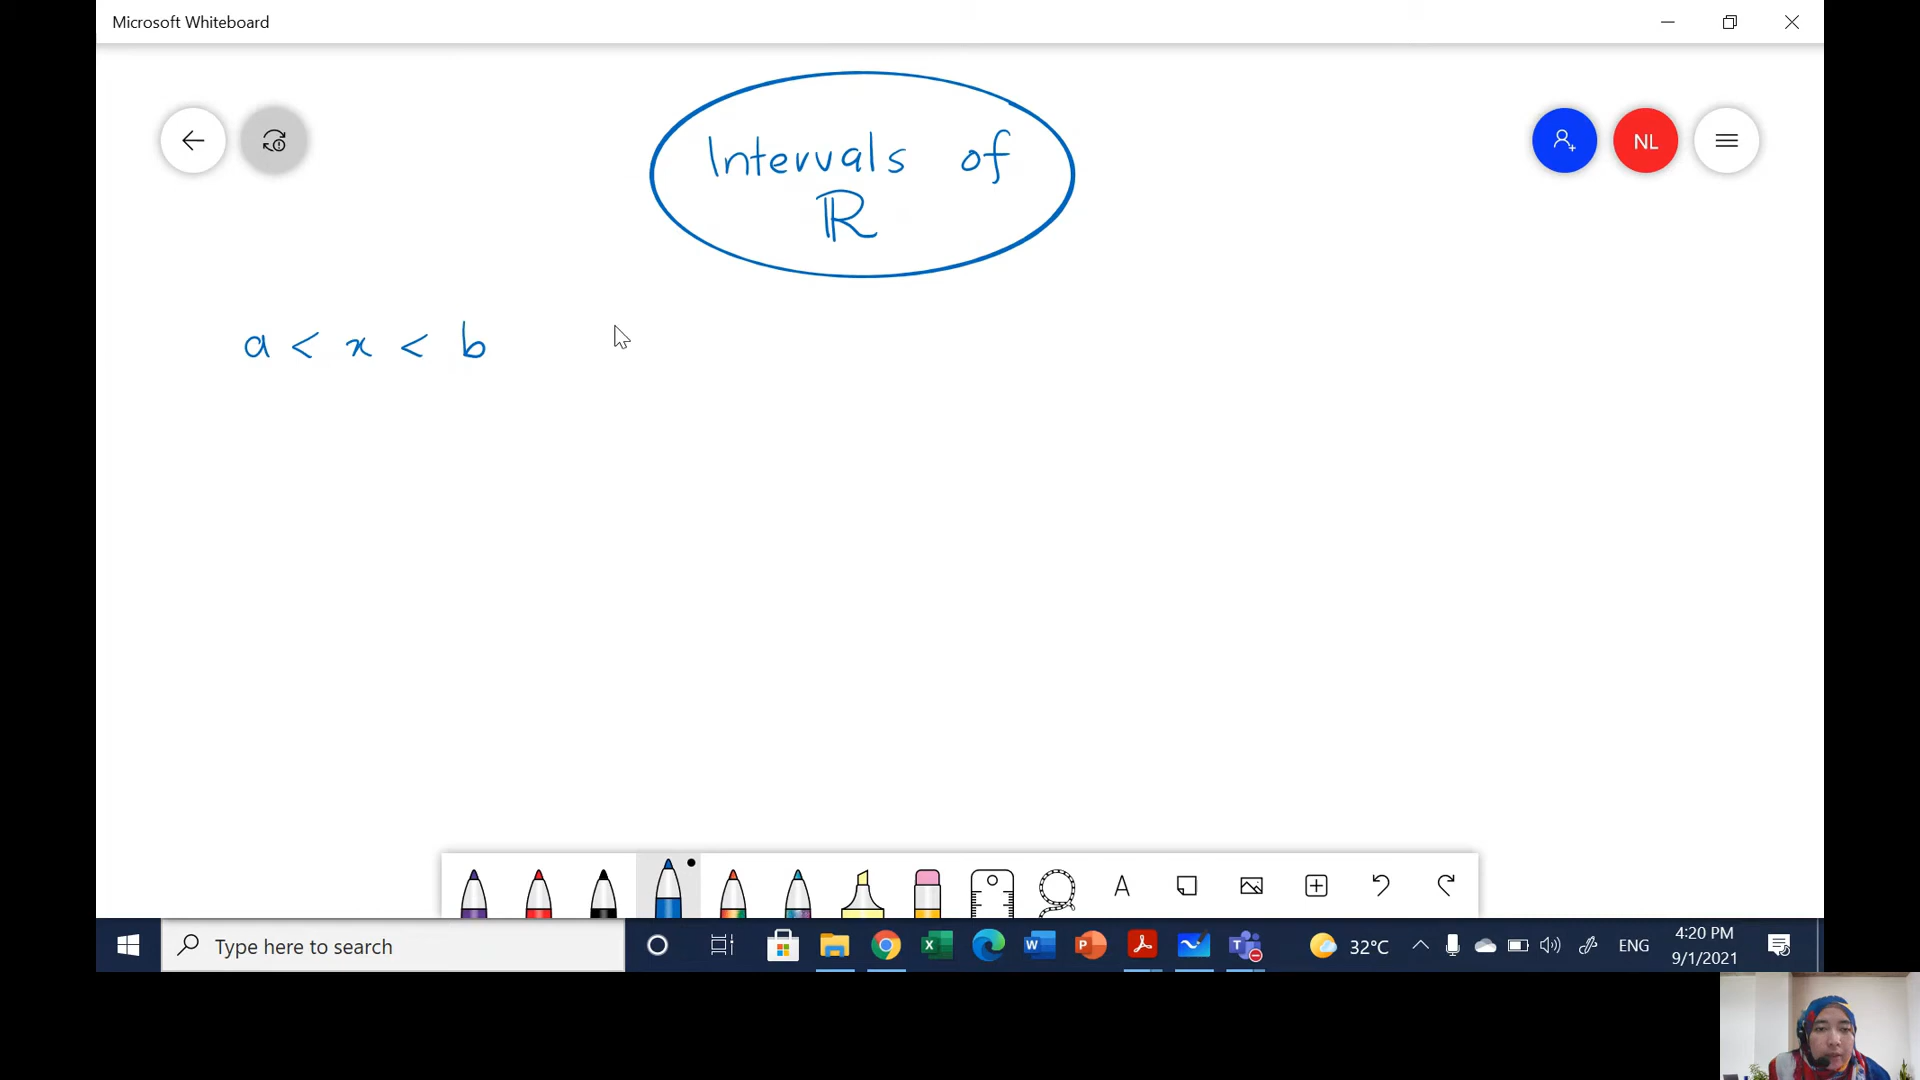 Microsoft Whiteboard
NL
Intervals of
ℝ
a < x < b
A
Type here to search
32°C
ENG
4:20 PM
9/1/2021